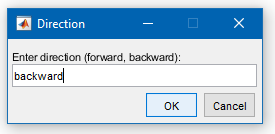 Direction
Enter direction (forward, backward):
backward
OK
Cancel